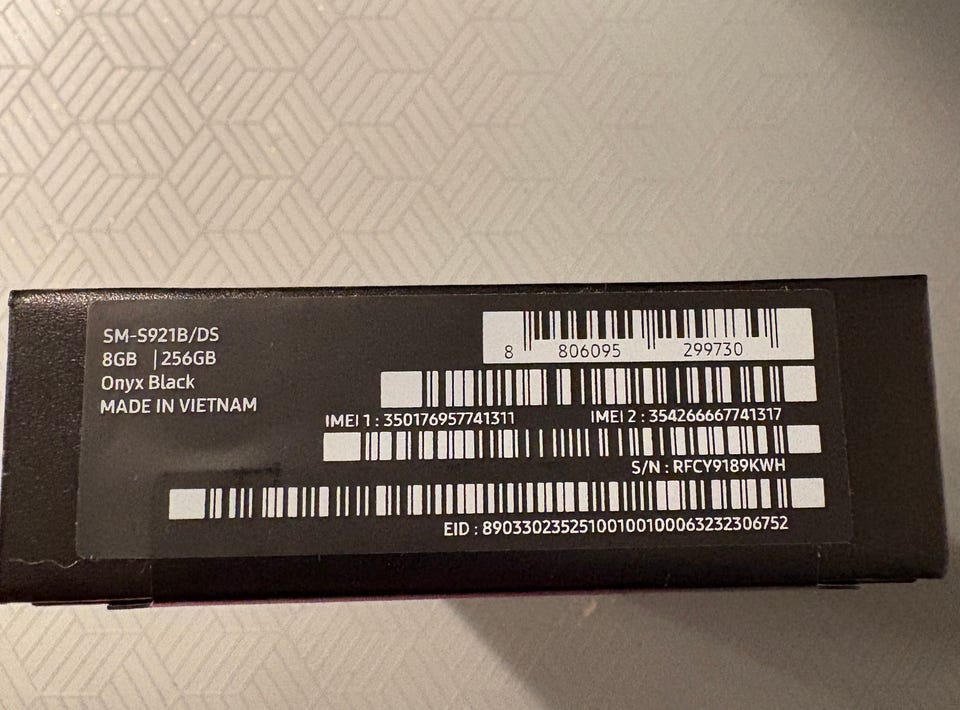 SM-S921B/DS
8GB | 256GB
Onyx Black
MADE IN VIETNAM
8 806095 299730
IMEI 1 : 350176957741311 IMEI 2 : 354266667741317
S/N : RFCY9189KWH
EID : 89033023525100100100063232306752